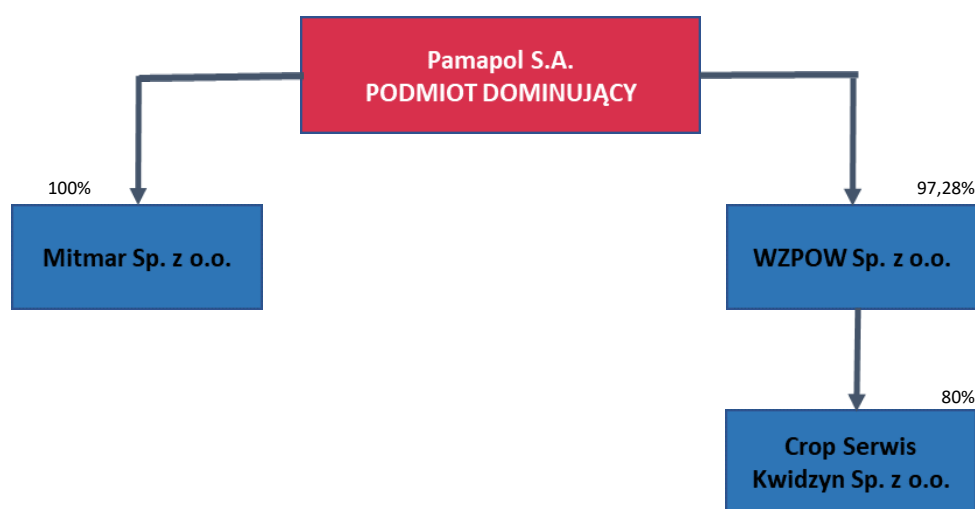 Pamapol S.A.
PODMIOT DOMINUJĄCY
100%
97,28%
Mitmar Sp. z o.o.
WZPOW Sp. z o.o.
80%
Crop Serwis
Kwidzyn Sp. z o.o.